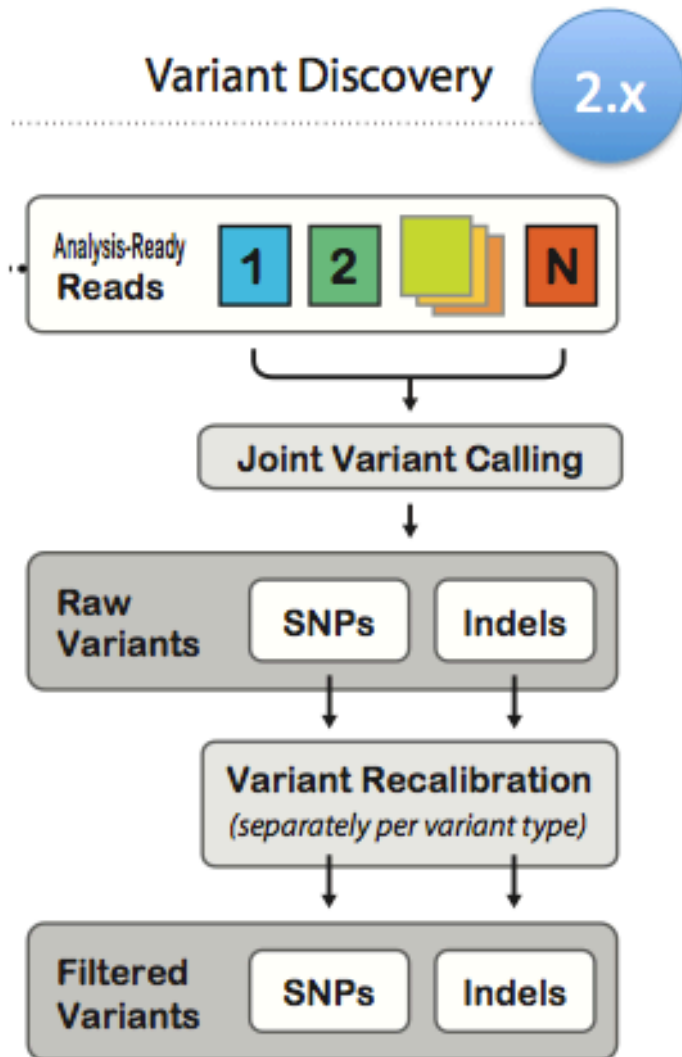 Variant Discovery
2.x
Analysis-Ready
Reads
1
2
N
Joint Variant Calling
Raw
Variants
SNPs
Indels
Variant Recalibration
(separately per variant type)
Filtered
Variants
SNPs
Indels